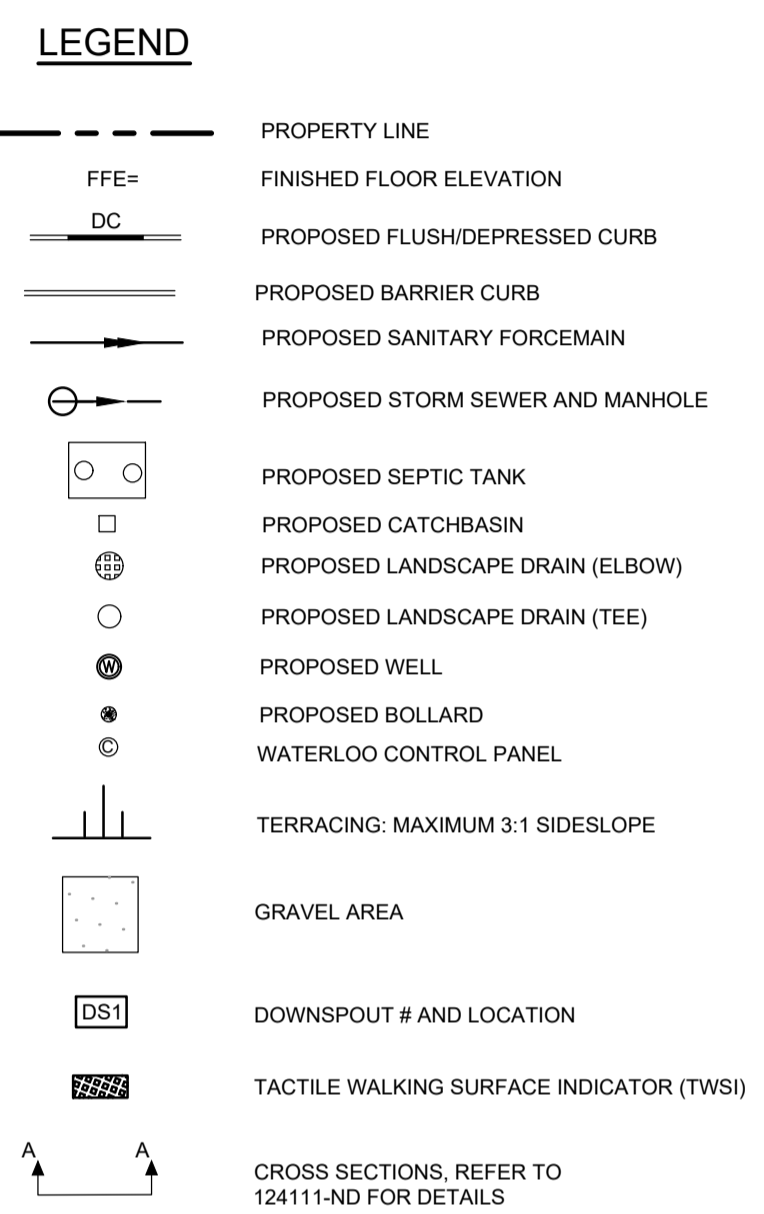 LEGEND
PROPERTY LINE
FFE= FINISHED FLOOR ELEVATION
DC
PROPOSED FLUSH/DEPRESSED CURB
PROPOSED BARRIER CURB
PROPOSED SANITARY FORCEMAIN
PROPOSED STORM SEWER AND MANHOLE
PROPOSED SEPTIC TANK
PROPOSED CATCHBASIN
PROPOSED LANDSCAPE DRAIN (ELBOW)
PROPOSED LANDSCAPE DRAIN (TEE)
W PROPOSED WELL
PROPOSED BOLLARD
C WATERLOO CONTROL PANEL
TERRACING: MAXIMUM 3:1 SIDESLOPE
GRAVEL AREA
DS1 DOWNSPOUT # AND LOCATION
TACTILE WALKING SURFACE INDICATOR (TWSI)
A A
CROSS SECTIONS, REFER TO
124111-ND FOR DETAILS